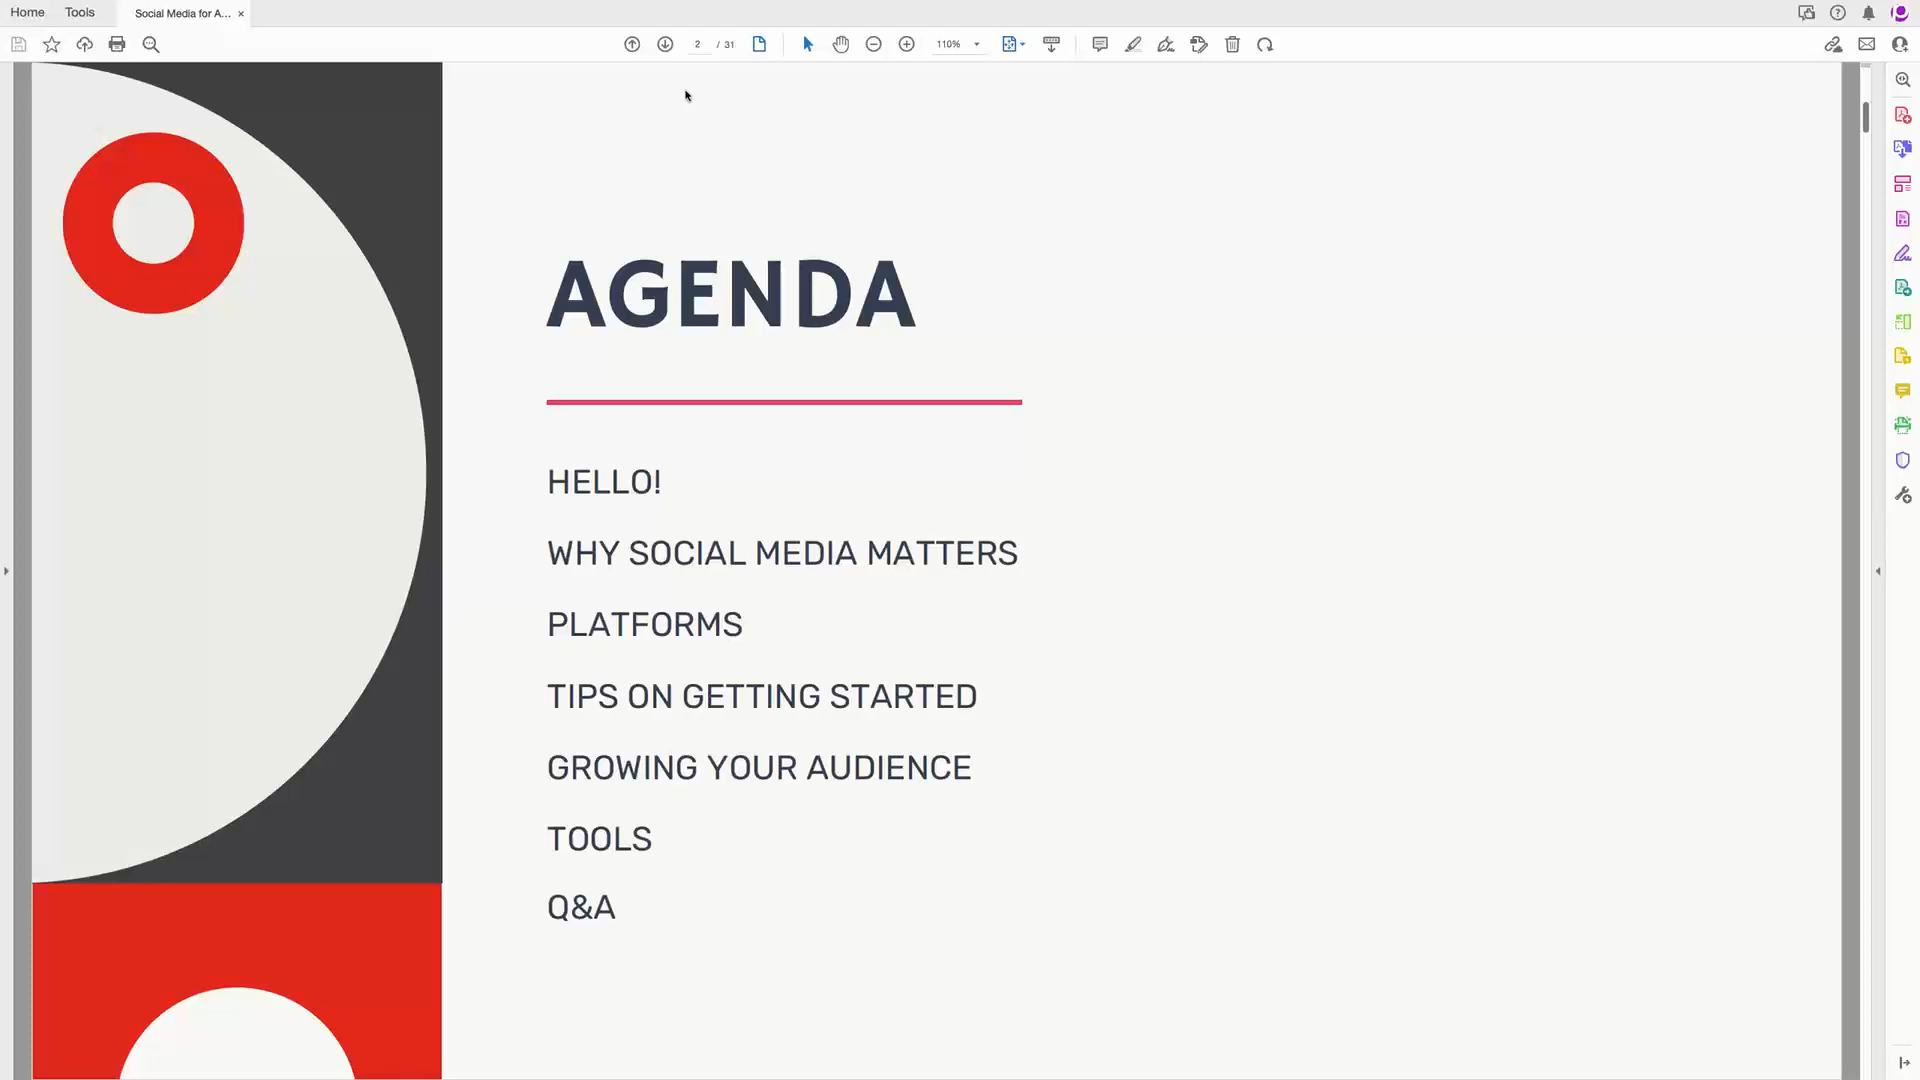 Home
Tools
Social Media for A...
2 / 31
110%
AGENDA
HELLO!
WHY SOCIAL MEDIA MATTERS
PLATFORMS
TIPS ON GETTING STARTED
GROWING YOUR AUDIENCE
TOOLS
Q&A